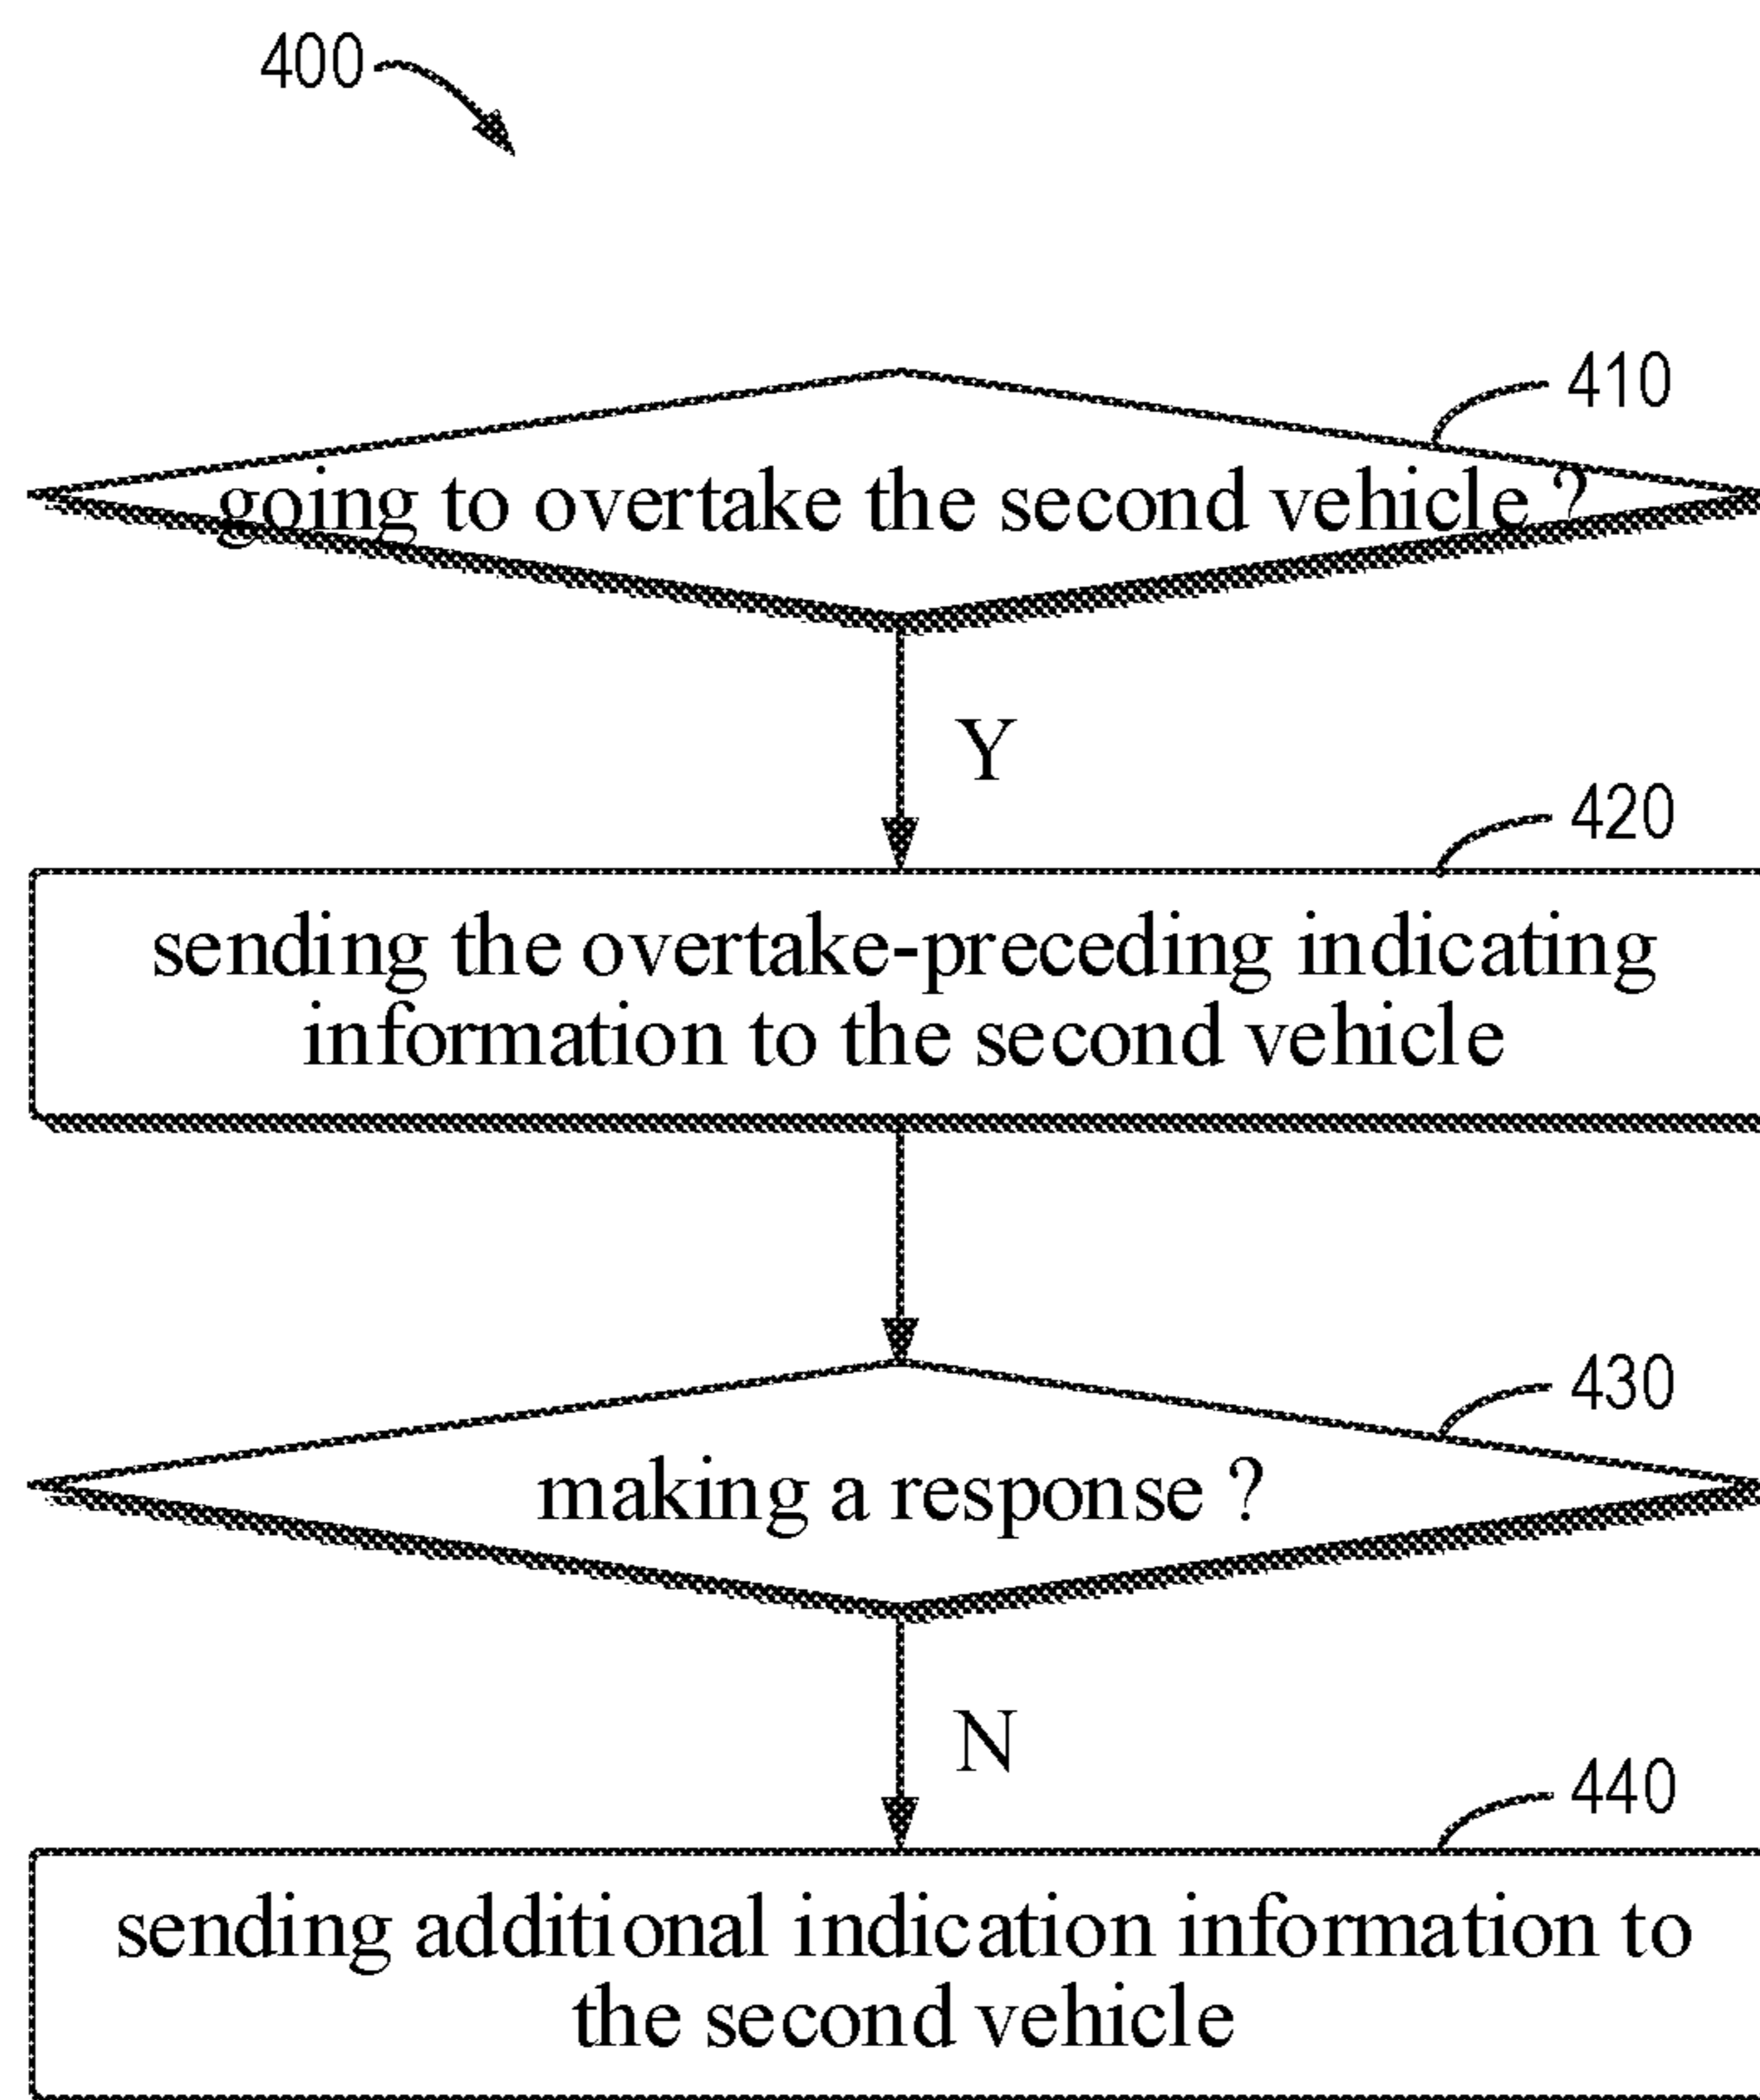 400
410
going to overtake the second vehicle ?
Y
420
sending the overtake-preceding indicating
information to the second vehicle
430
making a response ?
N
440
sending additional indication information to
the second vehicle